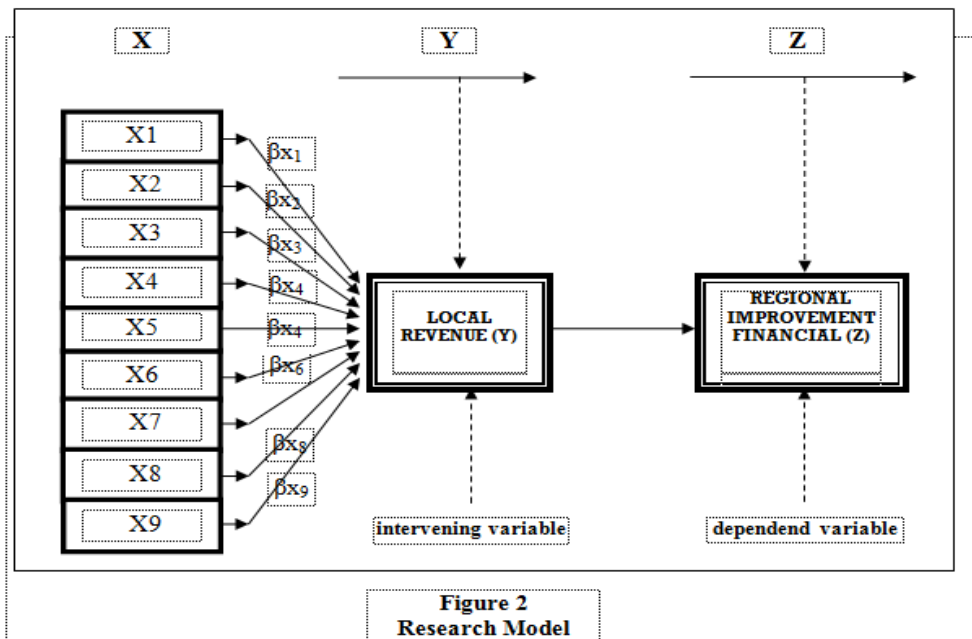 X
Y
Z
X1
X2
X3
X4
X5
X6
X7
X8
X9
βx₁
βx₂
βx₃
βx₄
βx₄
βx₆
βx₈
βx₉
LOCAL
REVENUE (Y)
REGIONAL
IMPROVEMENT
FINANCIAL (Z)
intervening variable
dependend variable
Figure 2
Research Model